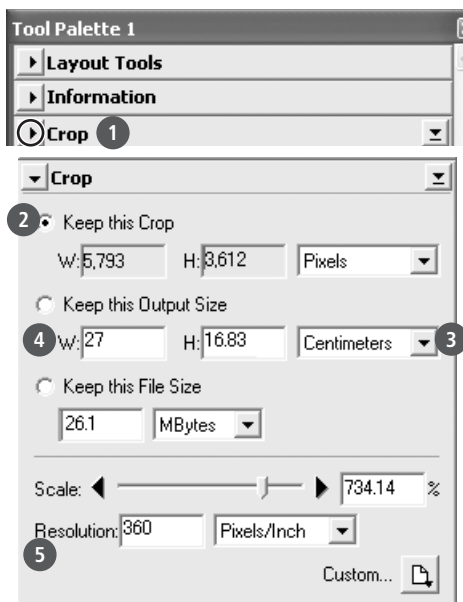 Tool Palette 1
Layout Tools
Information
Crop 1
Crop
2 Keep this Crop
W: 5,793 H: 3,612 Pixels
Keep this Output Size
4 W: 27 H: 16.83 Centimeters 3
Keep this File Size
26.1 MBytes
Scale: 734.14 %
Resolution: 360 Pixels/Inch
5
Custom...